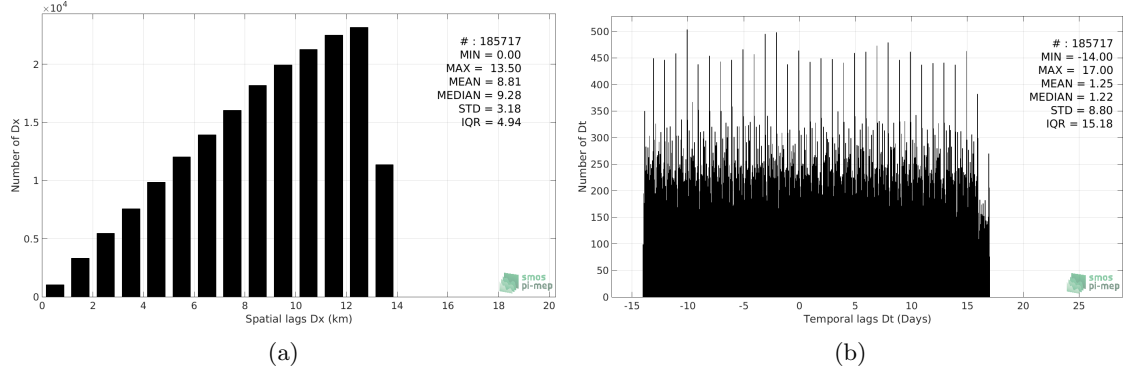 ×10⁴
# : 185717
MIN = 0.00
MAX = 13.50
MEAN = 8.81
MEDIAN = 9.28
STD = 3.18
IQR = 4.94
Number of Dx
2
1.5
1
0.5
0
0 2 4 6 8 10 12 14 16 18 20
Spatial lags Dx (km)
smos
pi-mep
(a)
# : 185717
MIN = -14.00
MAX = 17.00
MEAN = 1.25
MEDIAN = 1.22
STD = 8.80
IQR = 15.18
Number of Dt
500
450
400
350
300
250
200
150
100
50
0
-15 -10 -5 0 5 10 15 20 25
Temporal lags Dt (Days)
smos
pi-mep
(b)